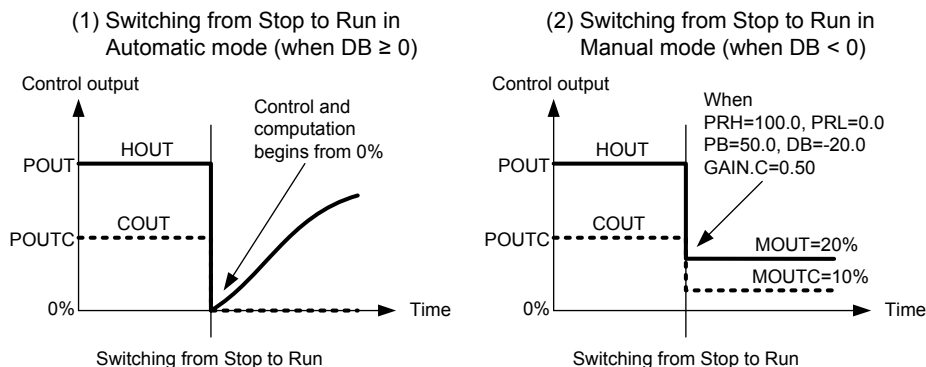 (1) Switching from Stop to Run in
Automatic mode (when DB ≥ 0)
Control output
Control and
computation
begins from 0%
HOUT
POUT
COUT
POUTC
0%
Time
Switching from Stop to Run
(2) Switching from Stop to Run in
Manual mode (when DB < 0)
Control output
When
PRH=100.0, PRL=0.0
PB=50.0, DB=-20.0
GAIN.C=0.50
HOUT
POUT
COUT
POUTC
MOUT=20%
MOUTC=10%
0%
Time
Switching from Stop to Run